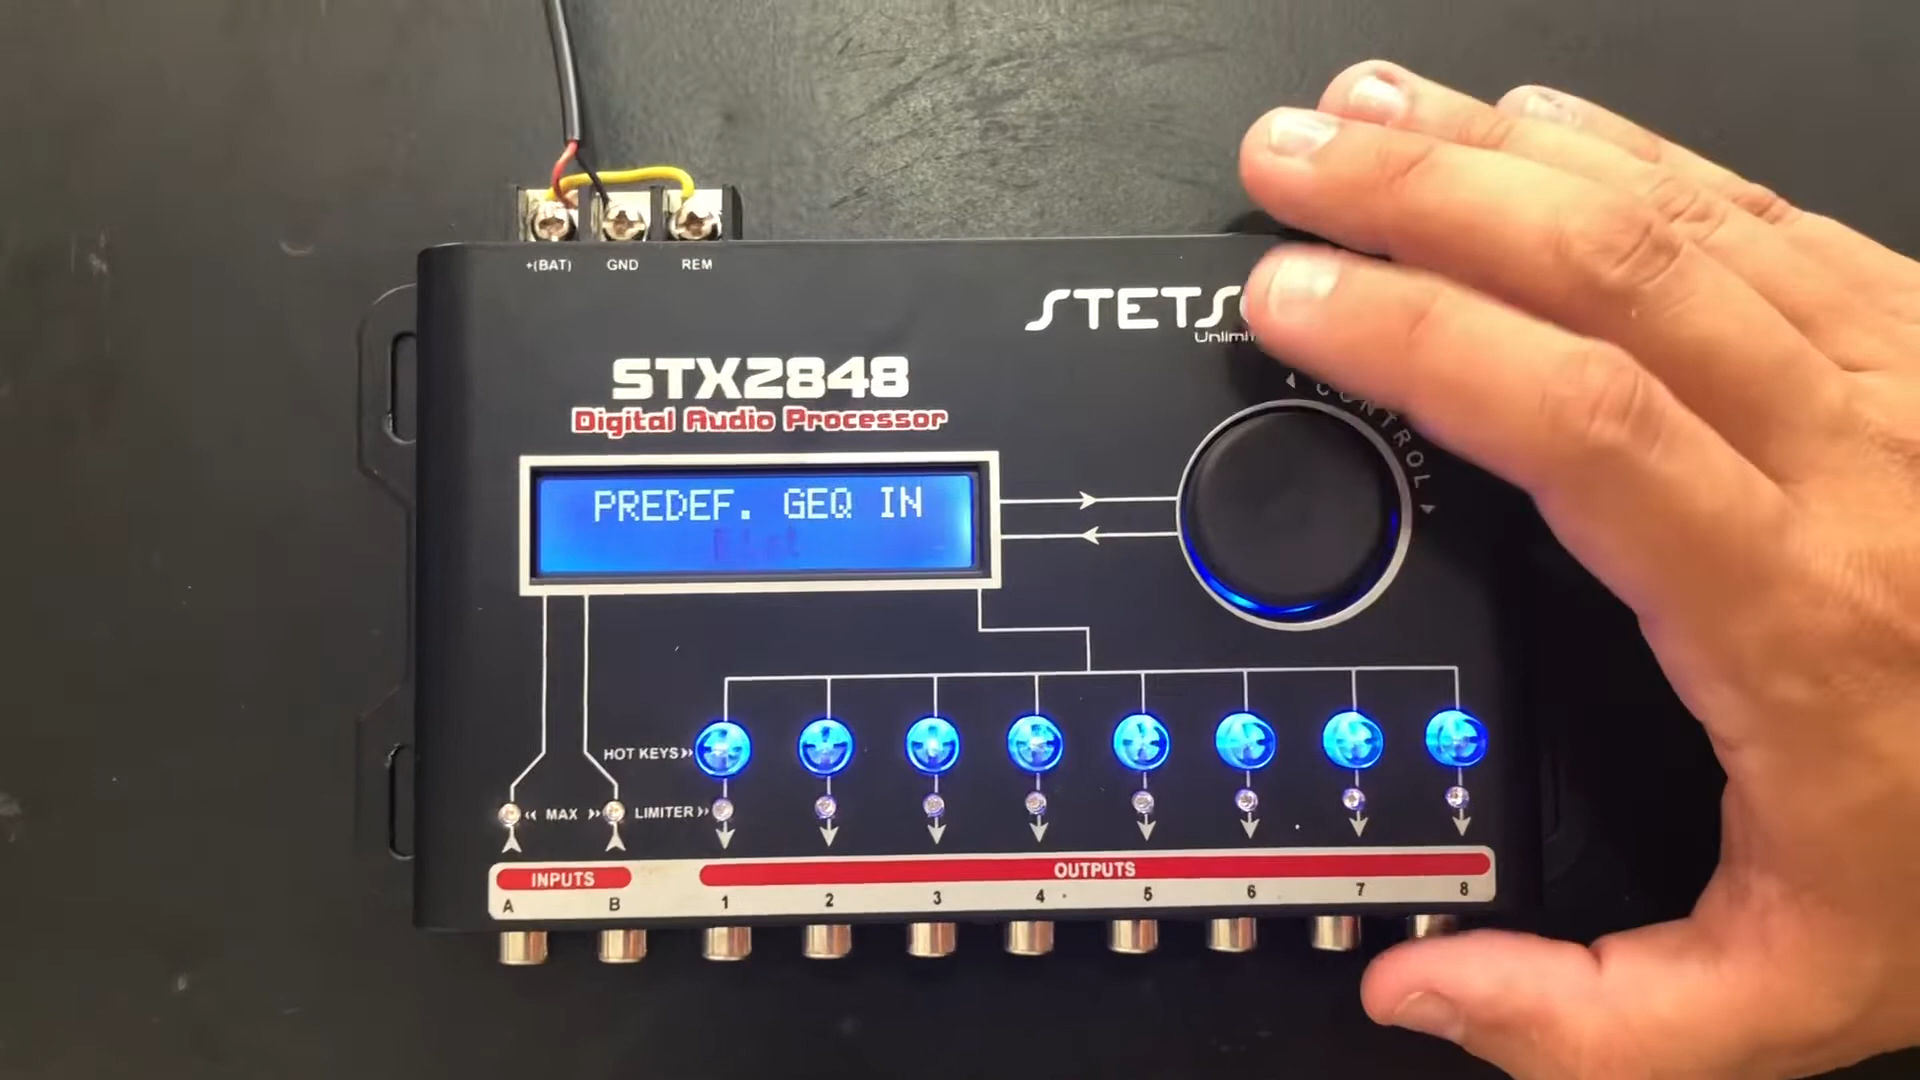 +(BAT) GND REM
STETS
Unlimi
CONTROL
STX2848
Digital Audio Processor
PREDEF. GEQ IN
HOT KEYS
MAX LIMITER
INPUTS
OUTPUTS
A B 1 2 3 4 5 6 7 8